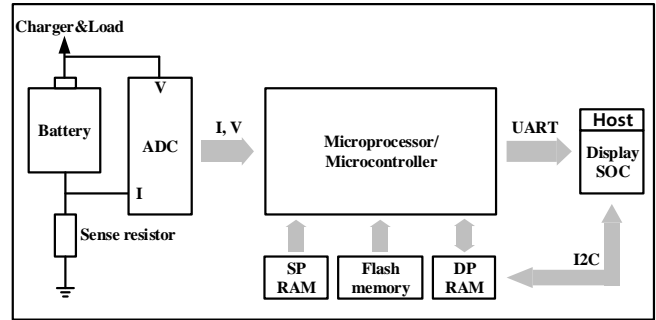 Charger&Load
V
Battery
ADC
I
Sense resistor
I, V
Microprocessor/
Microcontroller
UART
Host
Display
SOC
SP
RAM
Flash
memory
DP
RAM
I2C